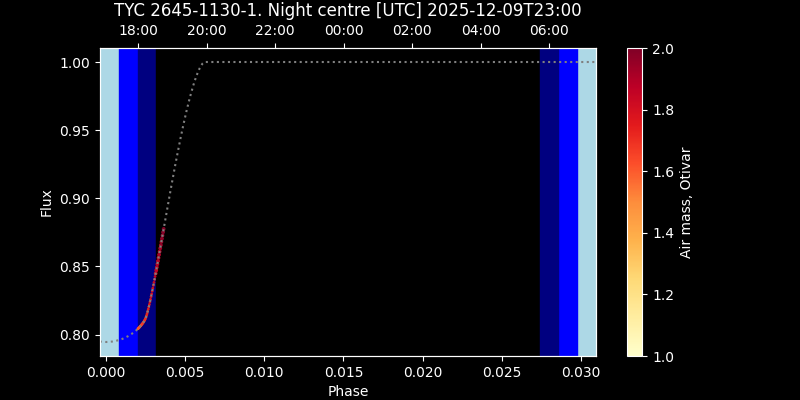 TYC 2645-1130-1. Night centre [UTC] 2025-12-09T23:00
18:00 20:00 22:00 00:00 02:00 04:00 06:00
1.00
0.95
0.90
0.85
0.80
Flux
0.000 0.005 0.010 0.015 0.020 0.025 0.030
Phase
2.0
1.8
1.6
1.4
1.2
1.0
Air mass, Otivar